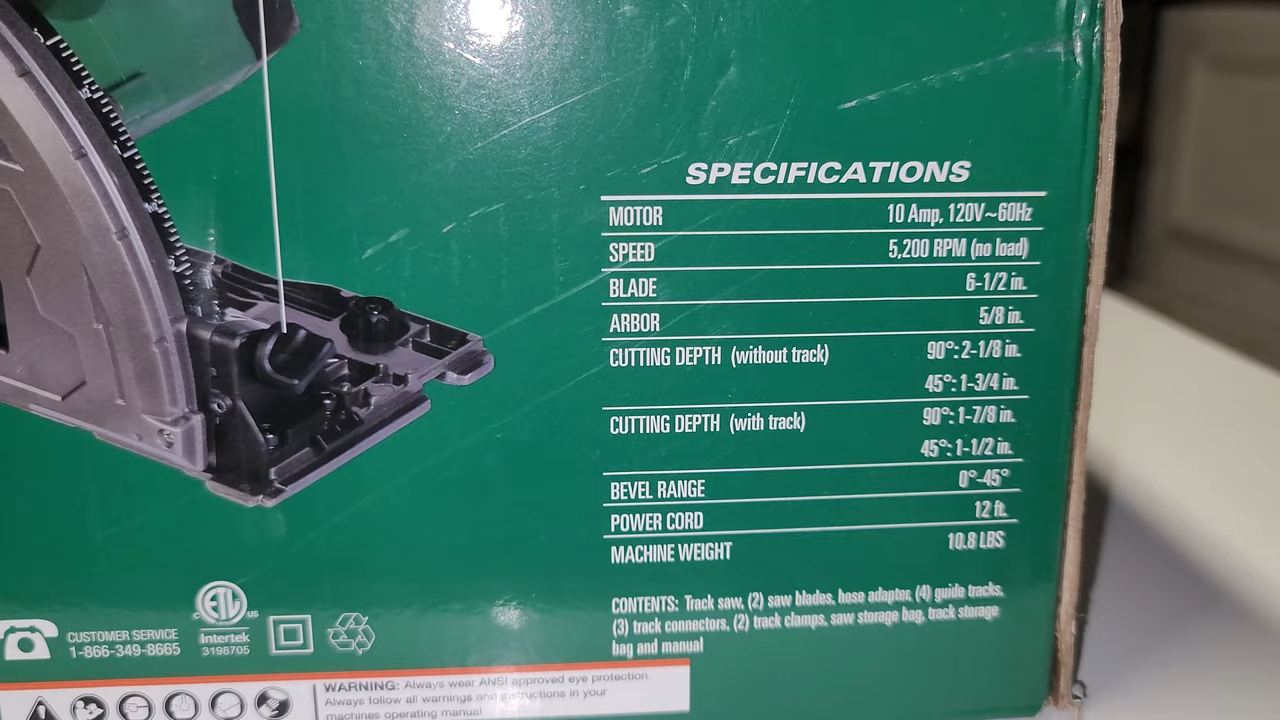 SPECIFICATIONS
MOTOR 10 Amp, 120V~60Hz
SPEED 5,200 RPM (no load)
BLADE 6-1/2 in.
ARBOR 5/8 in.
CUTTING DEPTH (without track) 90°: 2-1/8 in.
45°: 1-3/4 in.
CUTTING DEPTH (with track) 90°: 1-7/8 in.
45°: 1-1/2 in.
BEVEL RANGE 0°-45°
POWER CORD 12 ft.
MACHINE WEIGHT 10.8 LBS
CONTENTS: Track saw, (2) saw blades, hose adapter, (4) guide tracks,
(3) track connectors, (2) track clamps, saw storage bag, track storage
bag and manual
CUSTOMER SERVICE
1-866-349-8665
ETL US
Intertek
3198705
WARNING: Always wear ANSI approved eye protection.
Always follow all warnings and instructions in your
machines operating manual